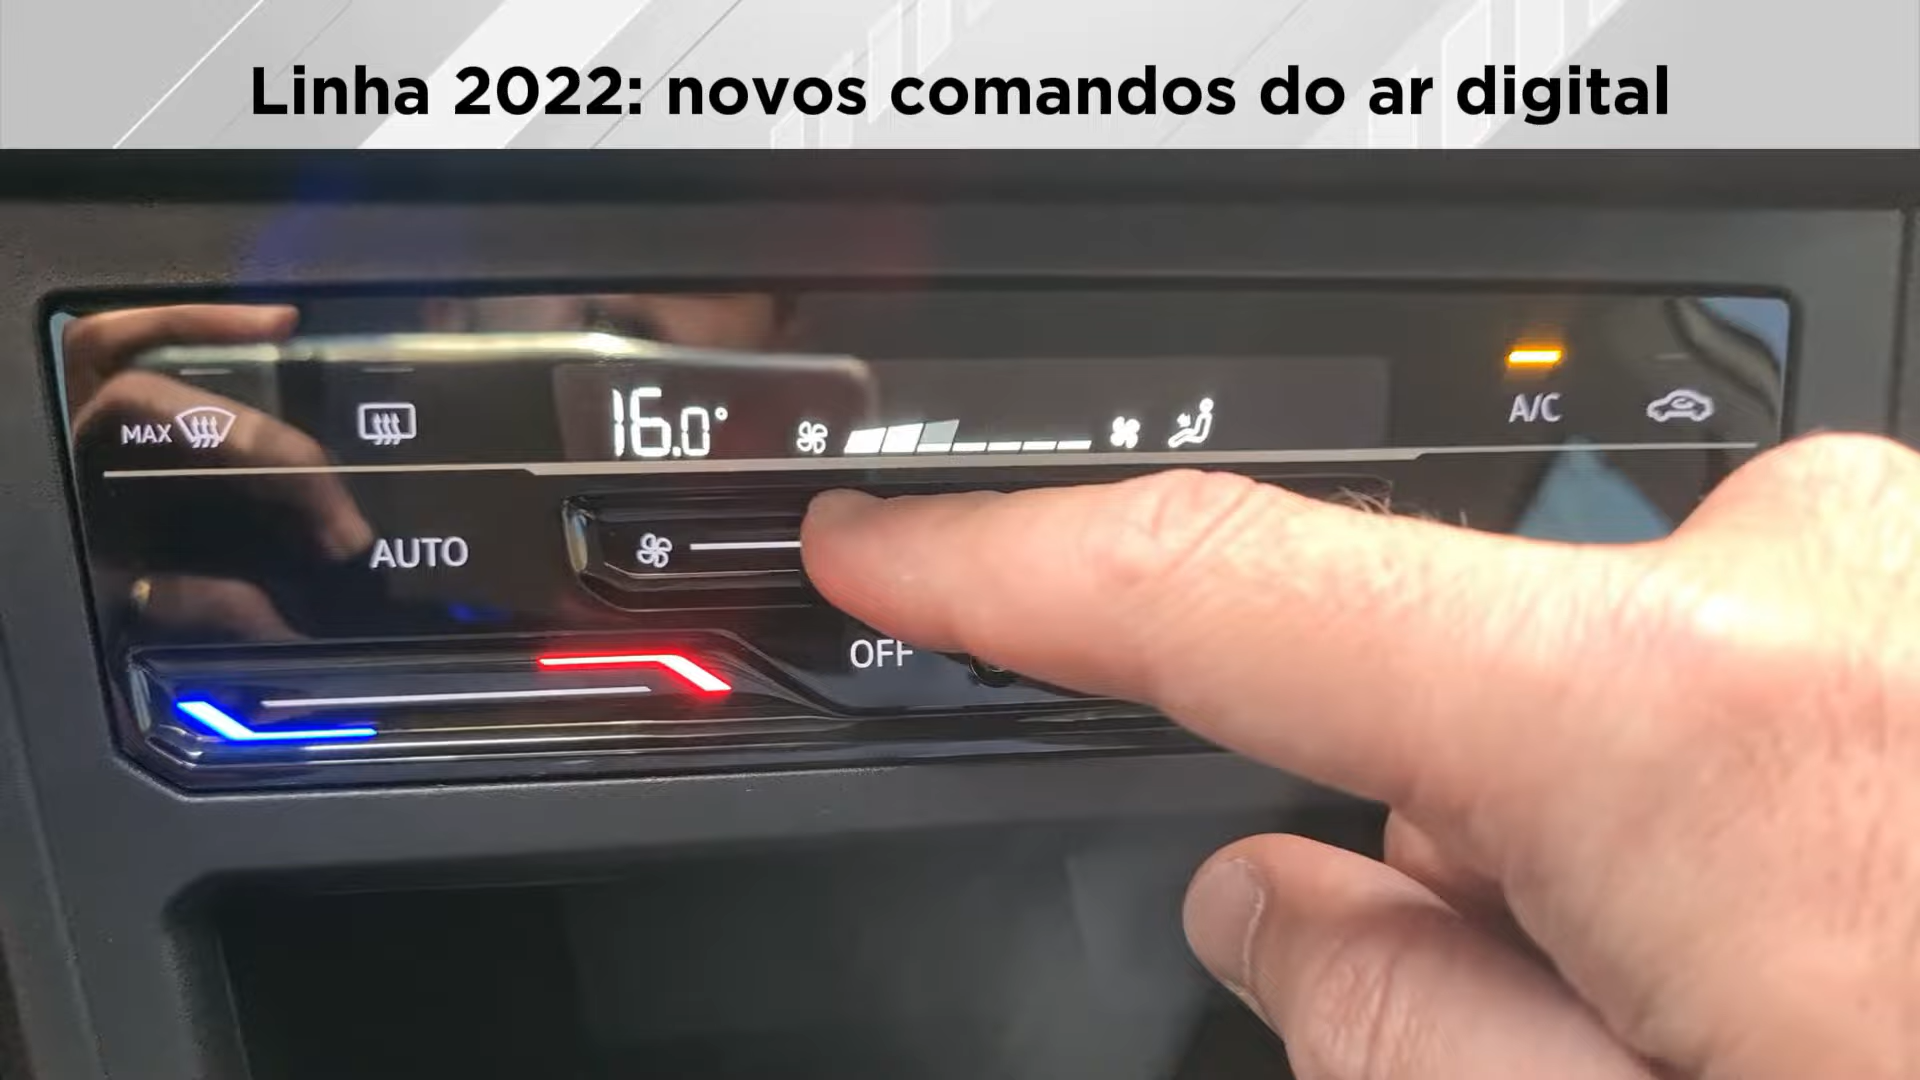 Linha 2022: novos comandos do ar digital
MAX
16.0°
A/C
AUTO
OFF